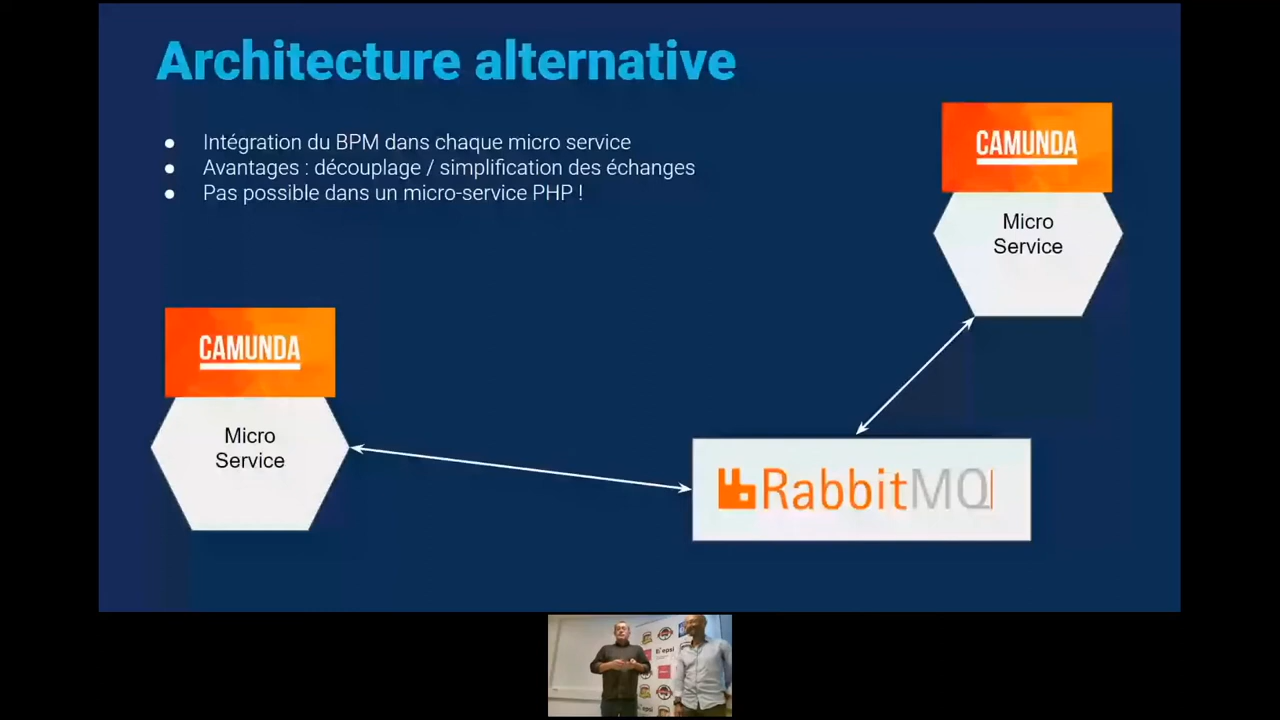 Architecture alternative
● Intégration du BPM dans chaque micro service
● Avantages : découplage / simplification des échanges
● Pas possible dans un micro-service PHP !
CAMUNDA
Micro
Service
CAMUNDA
Micro
Service
RabbitMQ
epsi